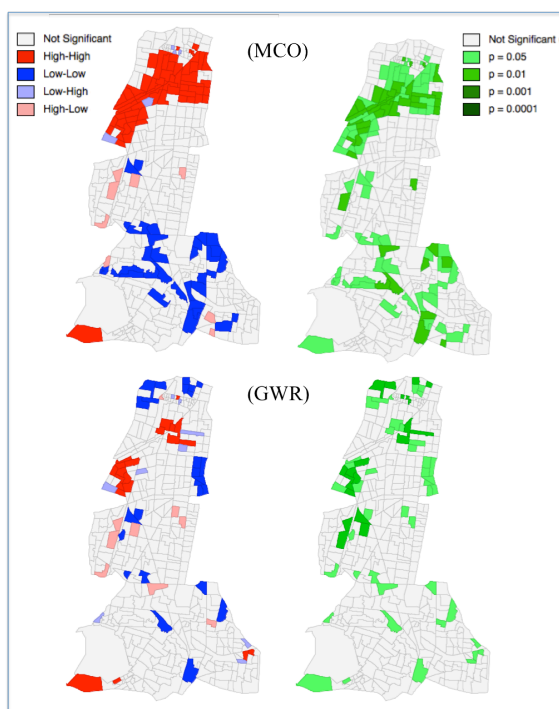 Not Significant
High-High
Low-Low
Low-High
High-Low
(MCO)
Not Significant
p = 0.05
p = 0.01
p = 0.001
p = 0.0001
(GWR)